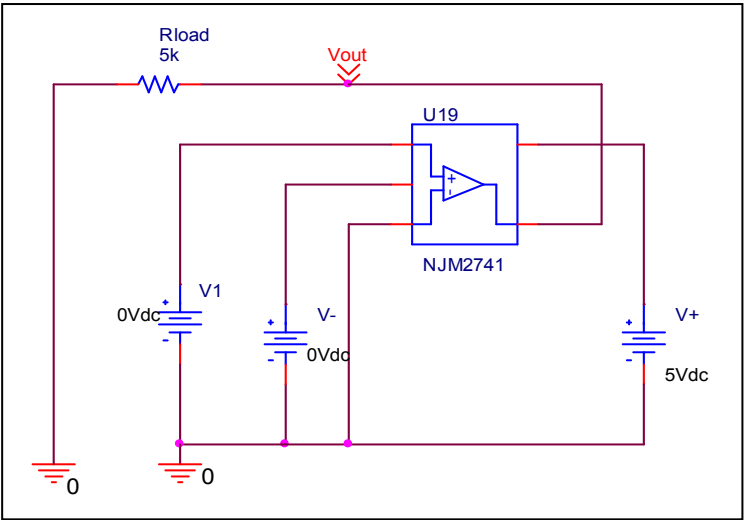 Rload
5k
Vout
U19
+
-
NJM2741
V1
+
0Vdc
-
V-
+
0Vdc
-
V+
+
5Vdc
-
0
0